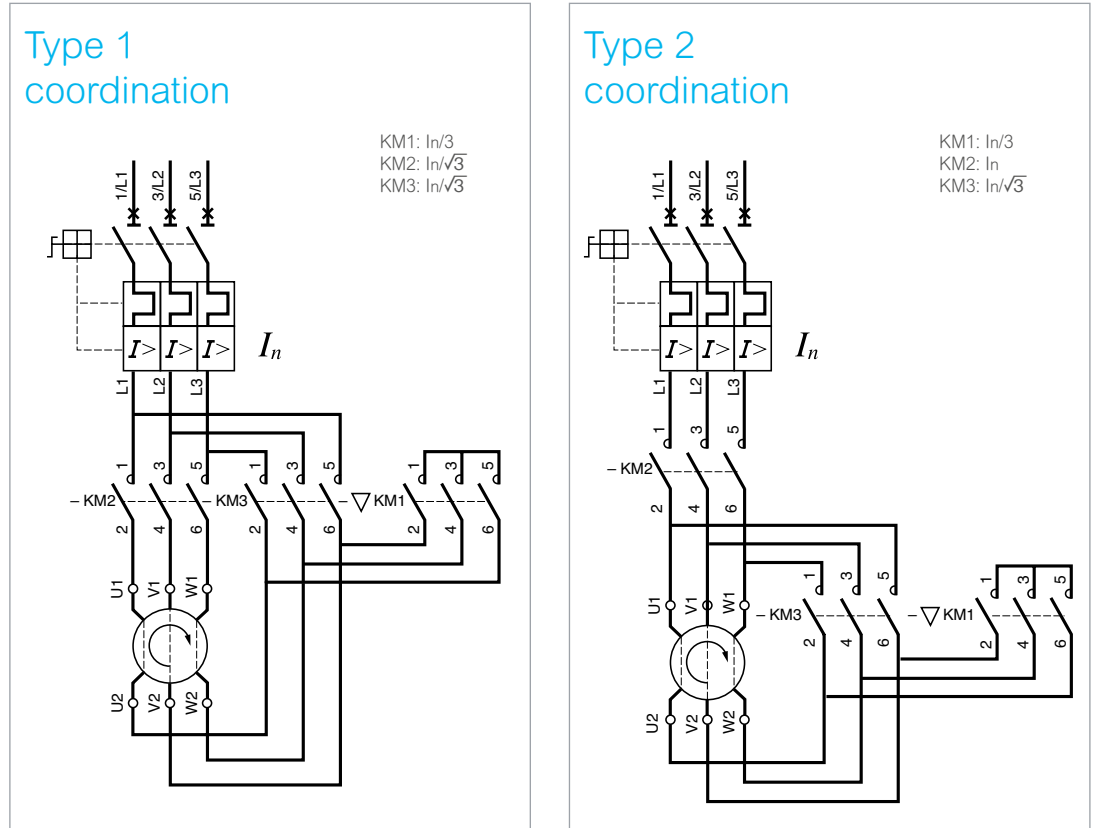 Type 1
coordination
KM1: In/3
KM2: In/√3
KM3: In/√3
1/L1 3/L2 5/L3
I> I> I> In
L1 L2 L3
1 3 5 1 3 5 1 3 5
– KM2 – KM3 – ▽ KM1
2 4 6 2 4 6 2 4 6
U1 V1 W1
U2 V2 W2
Type 2
coordination
KM1: In/3
KM2: In
KM3: In/√3
1/L1 3/L2 5/L3
I> I> I> In
L1 L2 L3
1 3 5
– KM2
2 4 6
1 3 5 1 3 5
U1 V1 W1
– KM3 – ▽ KM1
2 4 6 2 4 6
U2 V2 W2